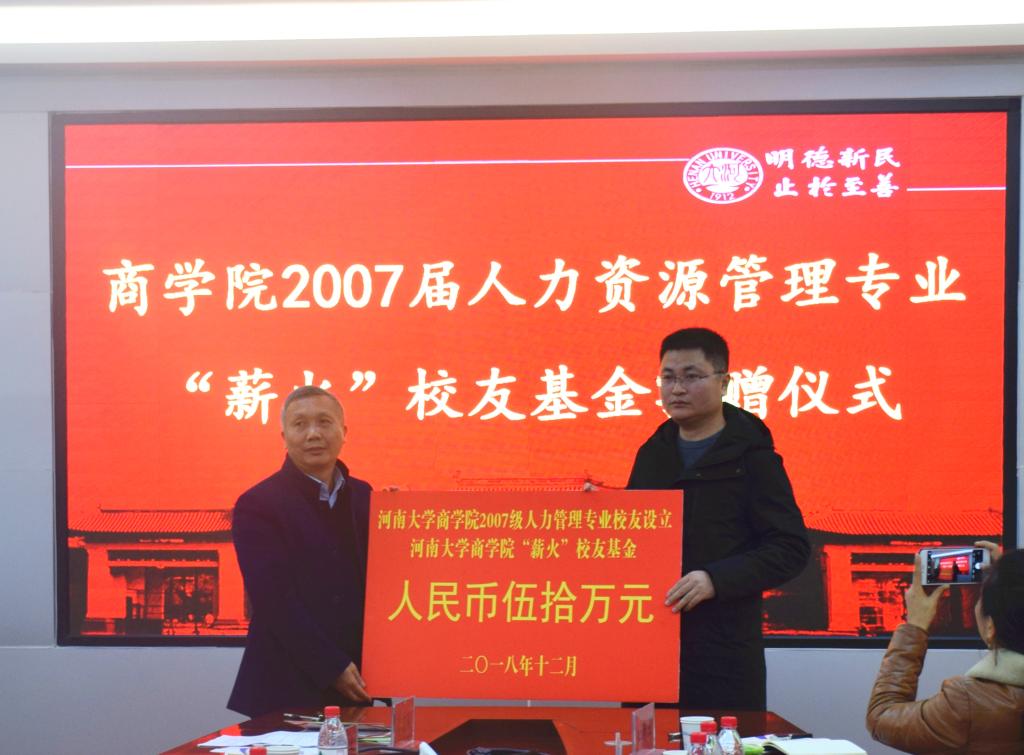 HENAN UNIVERSITY
1912
明德新民
止于至善
商学院2007届人力资源管理专业
“薪火”校友基金 赠仪式
河南大学商学院2007级人力管理专业校友设立
河南大学商学院“薪火”校友基金
人民币伍拾万元
二〇一八年十二月